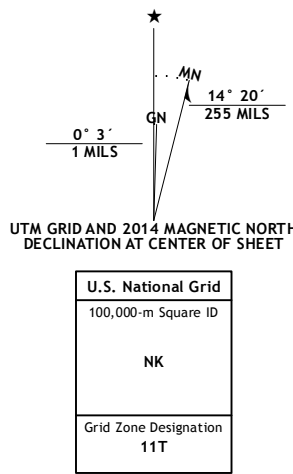 ★
MN
GN
14° 20´
255 MILS
0° 3´
1 MILS
UTM GRID AND 2014 MAGNETIC NORTH
DECLINATION AT CENTER OF SHEET
U.S. National Grid
100,000-m Square ID
NK
Grid Zone Designation
11T